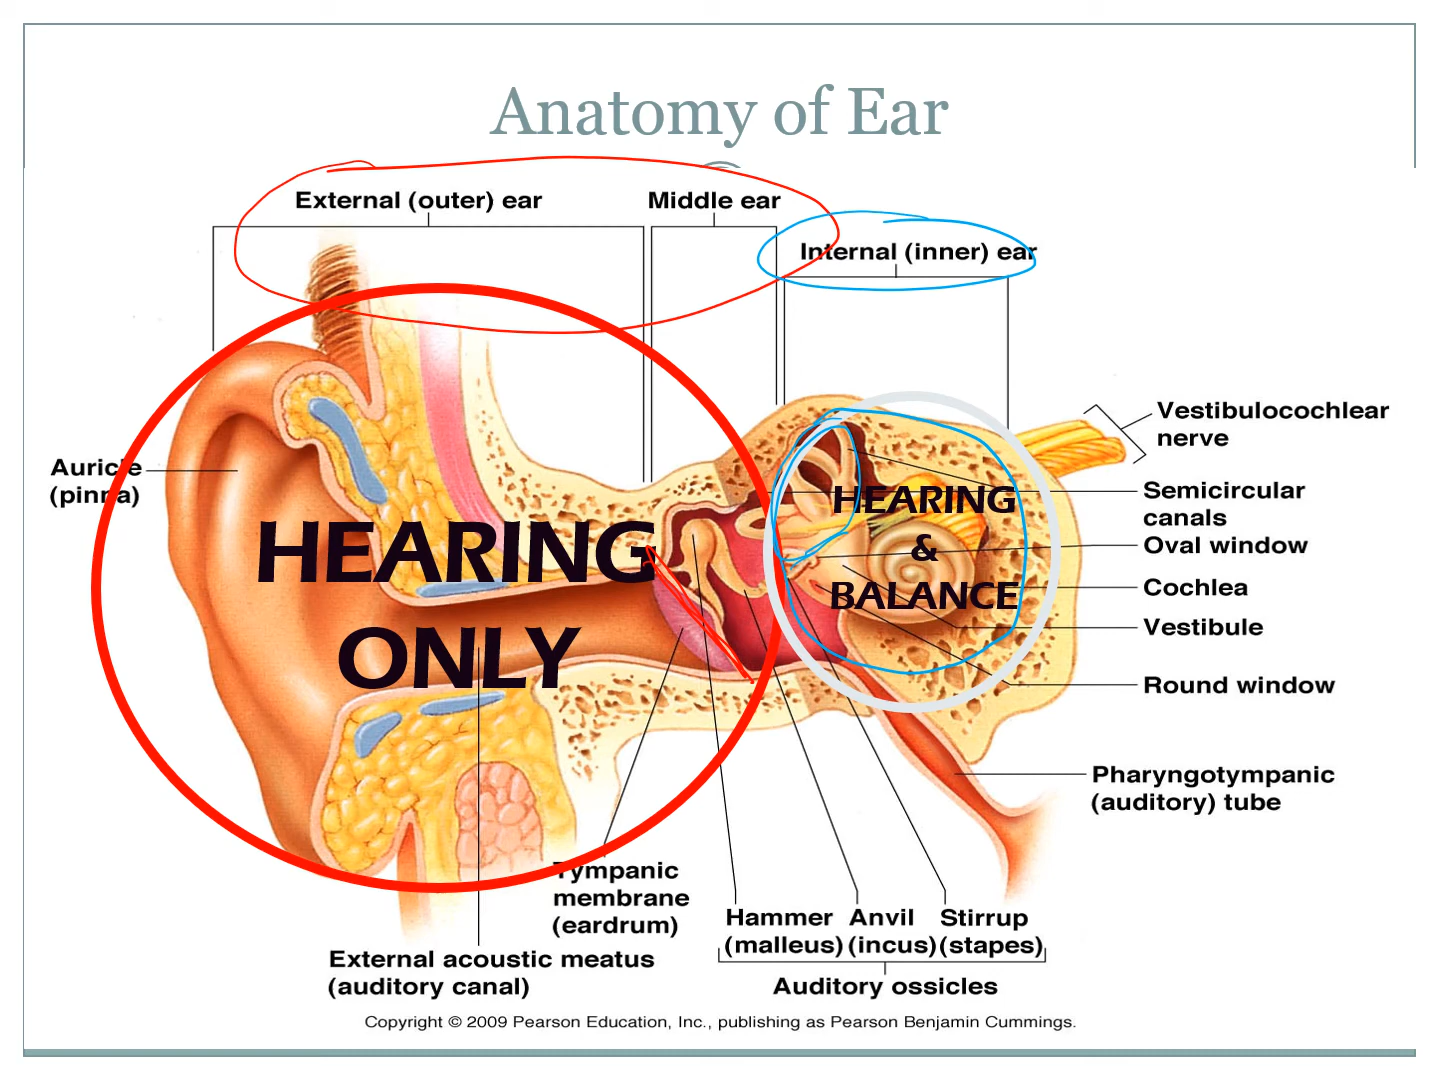 Anatomy of Ear
External (outer) ear
Middle ear
Internal (inner) ear
Vestibulocochlear
nerve
Auricle
(pinna)
Semicircular
canals
HEARING
&
BALANCE
HEARING
ONLY
Oval window
Cochlea
Vestibule
Round window
Pharyngotympanic
(auditory) tube
Tympanic
membrane
(eardrum)
Hammer
(malleus)
Anvil
(incus)
Stirrup
(stapes)
External acoustic meatus
(auditory canal)
Auditory ossicles
Copyright © 2009 Pearson Education, Inc., publishing as Pearson Benjamin Cummings.